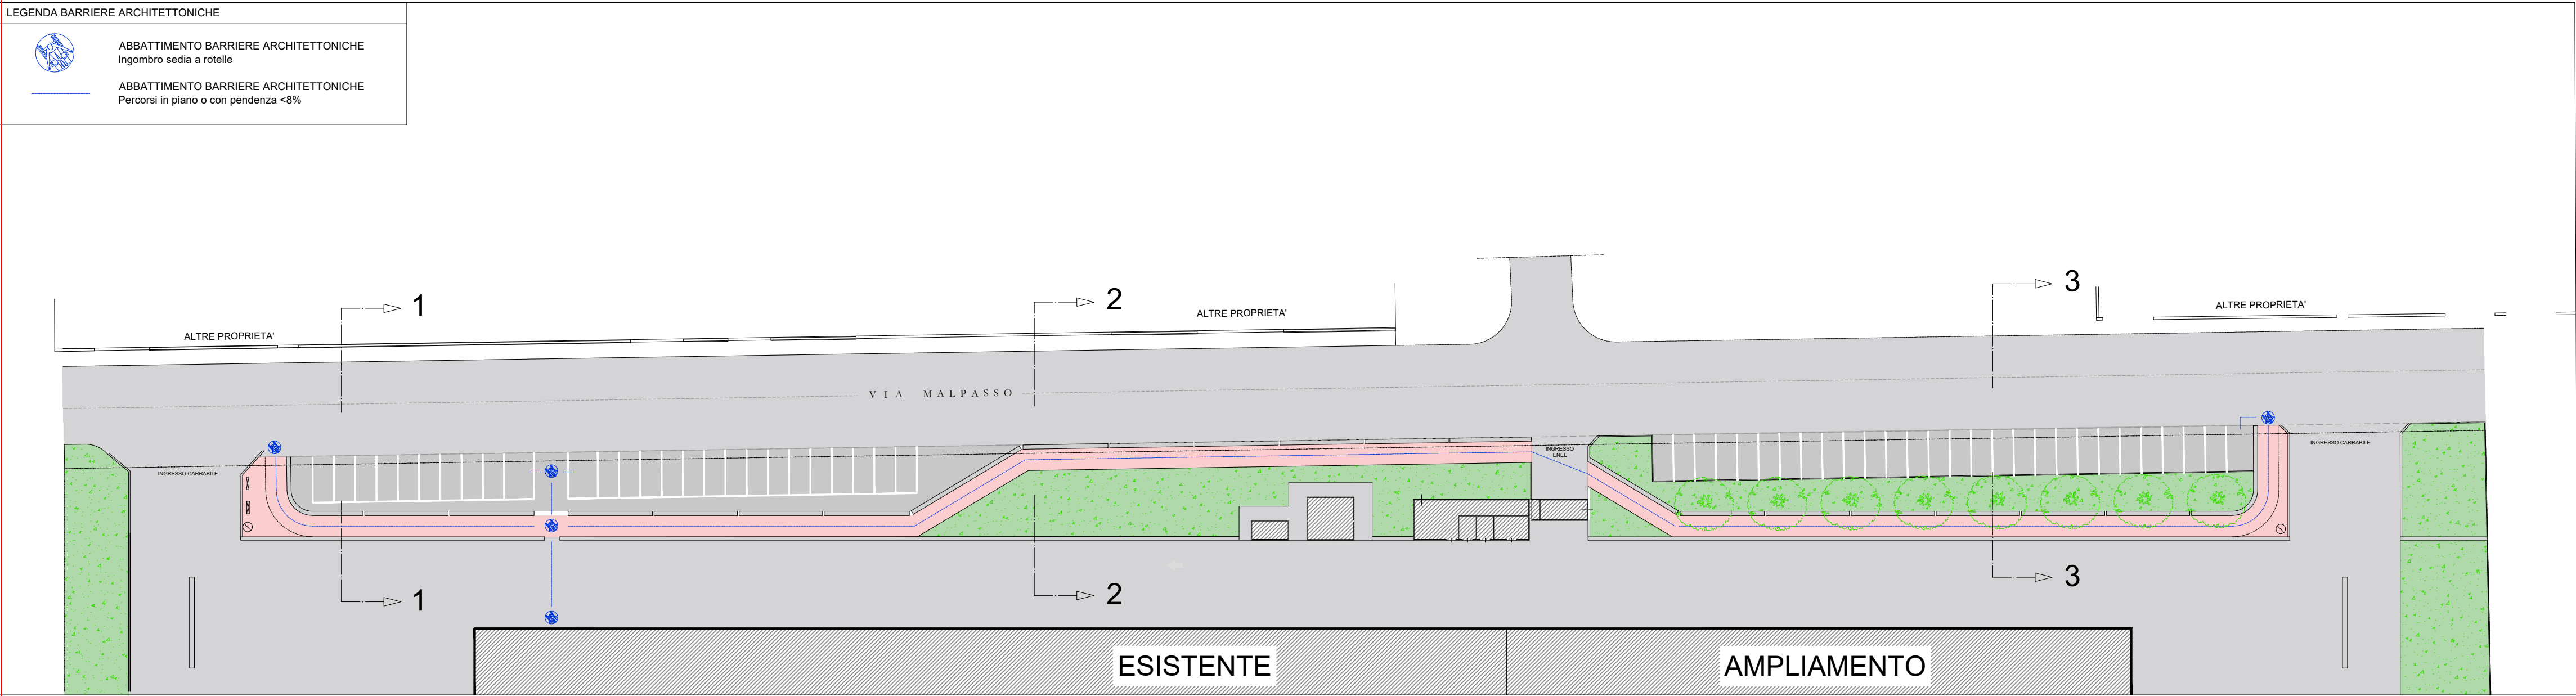 LEGENDA BARRIERE ARCHITETTONICHE
ABBATTIMENTO BARRIERE ARCHITETTONICHE
Ingombro sedia a rotelle
ABBATTIMENTO BARRIERE ARCHITETTONICHE
Percorsi in piano o con pendenza <8%
1
2
3
ALTRE PROPRIETA'
ALTRE PROPRIETA'
ALTRE PROPRIETA'
VIA MALPASSO
INGRESSO CARRABILE
INGRESSO
ENEL
INGRESSO CARRABILE
1
2
3
ESISTENTE
AMPLIAMENTO